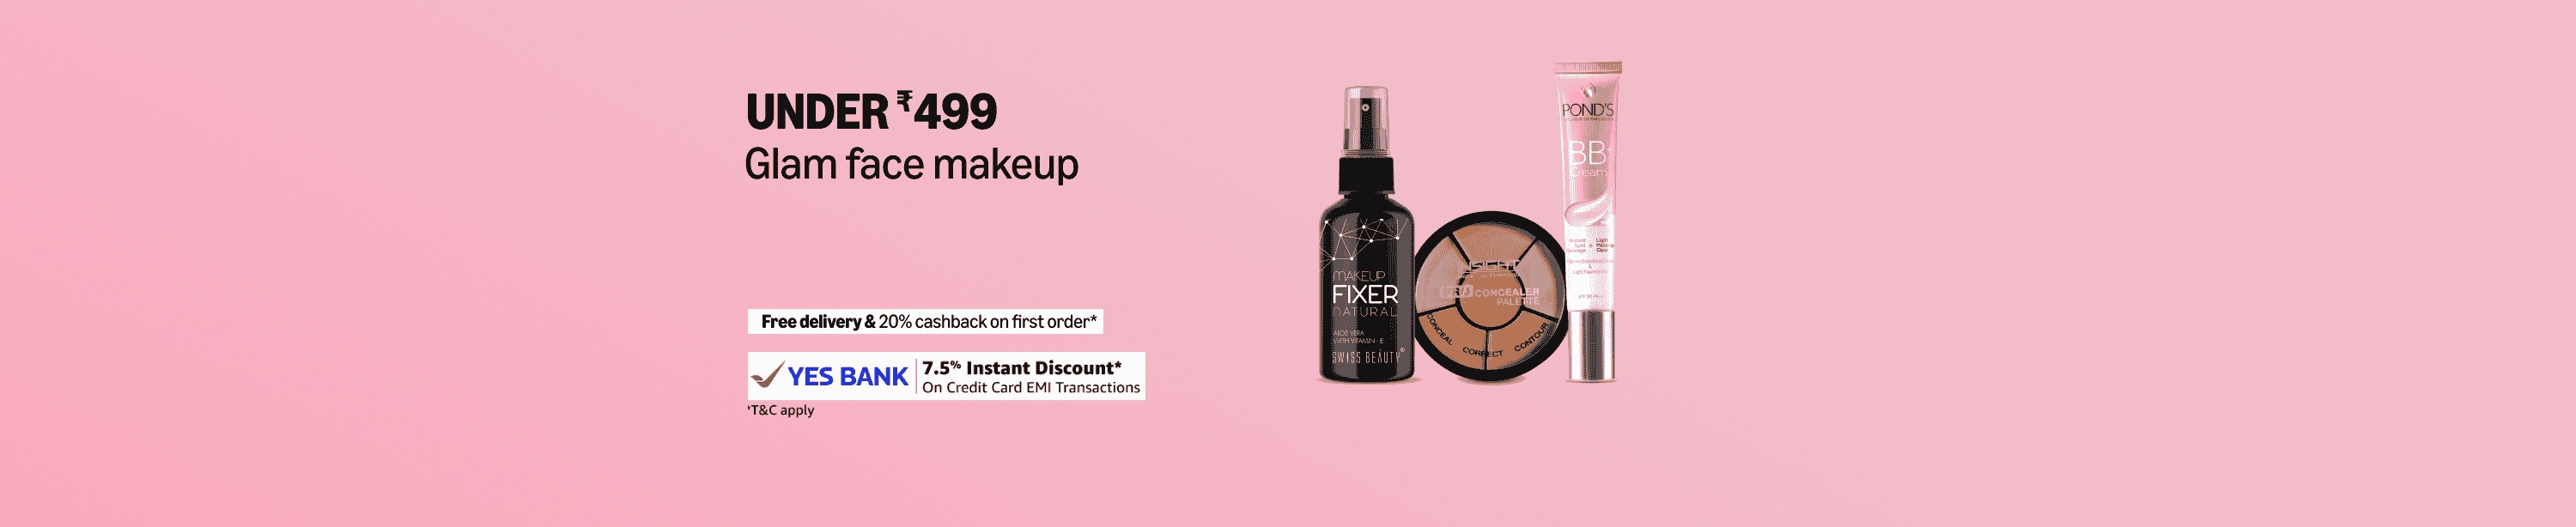 UNDER ₹499
Glam face makeup
Free delivery & 20% cashback on first order*
YES BANK
7.5% Instant Discount*
On Credit Card EMI Transactions
*T&C apply
MAKEUP
FIXER
NATURAL
ALOE VERA
WITH VITAMIN - E
SWISS BEAUTY
INSIGHT
CONCEALER
PALETTE
CONCEAL CORRECT CONTOUR
POND'S
BB+
Cream